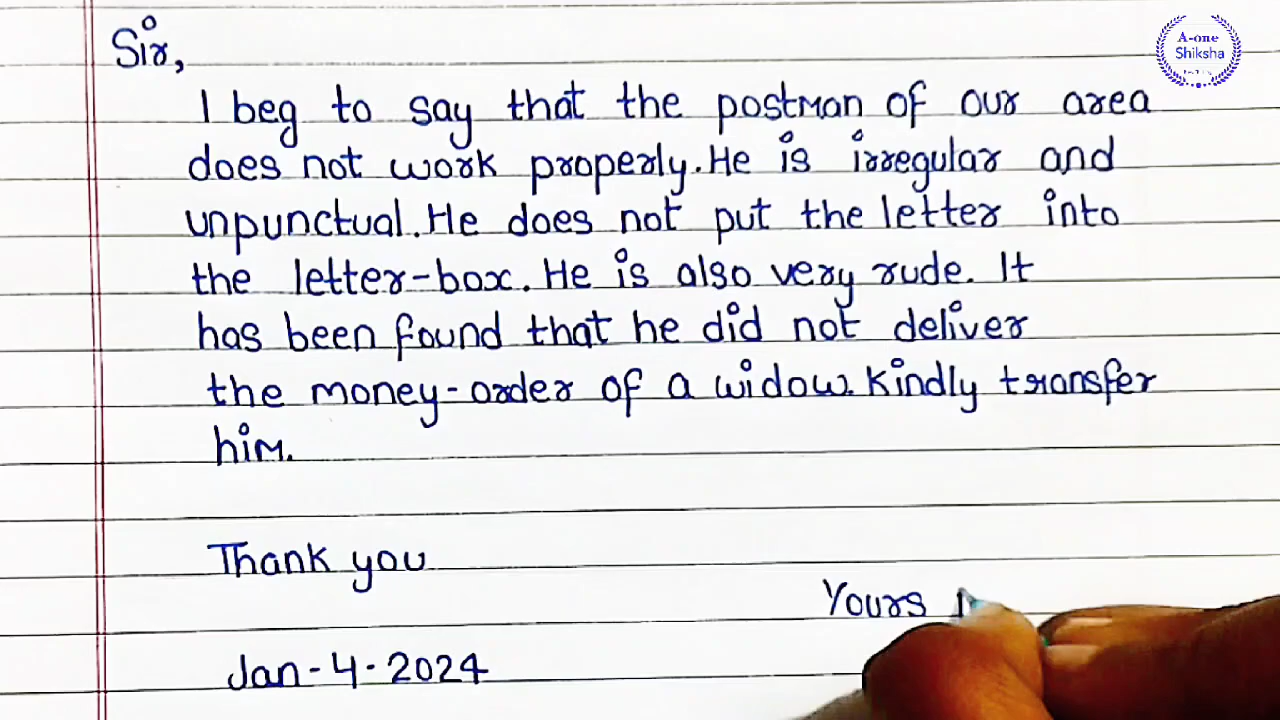 A-one
Shiksha
Sir,
I beg to say that the postman of our area
does not work properly. He is irregular and
unpunctual. He does not put the letter into
the letter-box. He is also very rude. It
has been found that he did not deliver
the money-order of a widow. Kindly transfer
him.
Thank you
Yours
Jan-4-2024